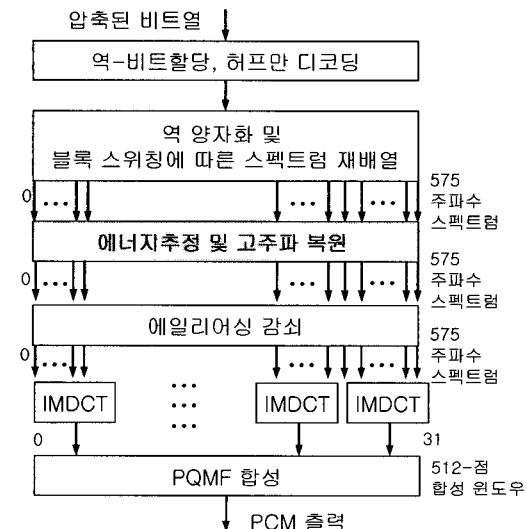 압축된 비트열
역-비트할당, 허프만 디코딩
역 양자화 및
블록 스위칭에 따른 스펙트럼 재배열
0
...
...
...
575
주파수
스펙트럼
에너지추정 및 고주파 복원
0
...
...
...
575
주파수
스펙트럼
에일리어싱 감쇠
0
...
...
...
575
주파수
스펙트럼
IMDCT
...
...
...
IMDCT
IMDCT
0
31
PQMF 합성
512-점
합성 윈도우
PCM 출력